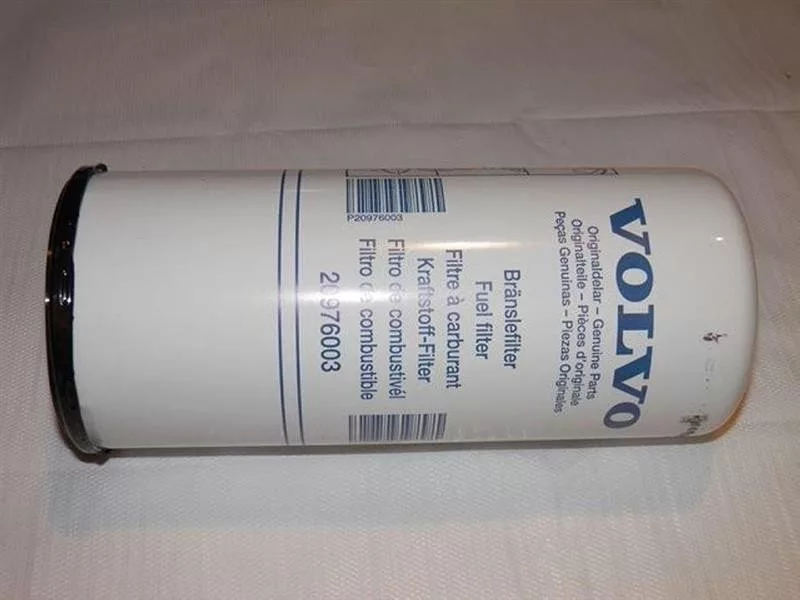 VOLVO
Originaldelar – Genuine Parts
Originalteile – Pièces d'origine
Peças Genuinas – Piezas Originales
Bränslefilter
Fuel filter
Filtre à carburant
Kraftstoff-Filter
Filtro de combustível
Filtro de combustible
20976003
P20976003